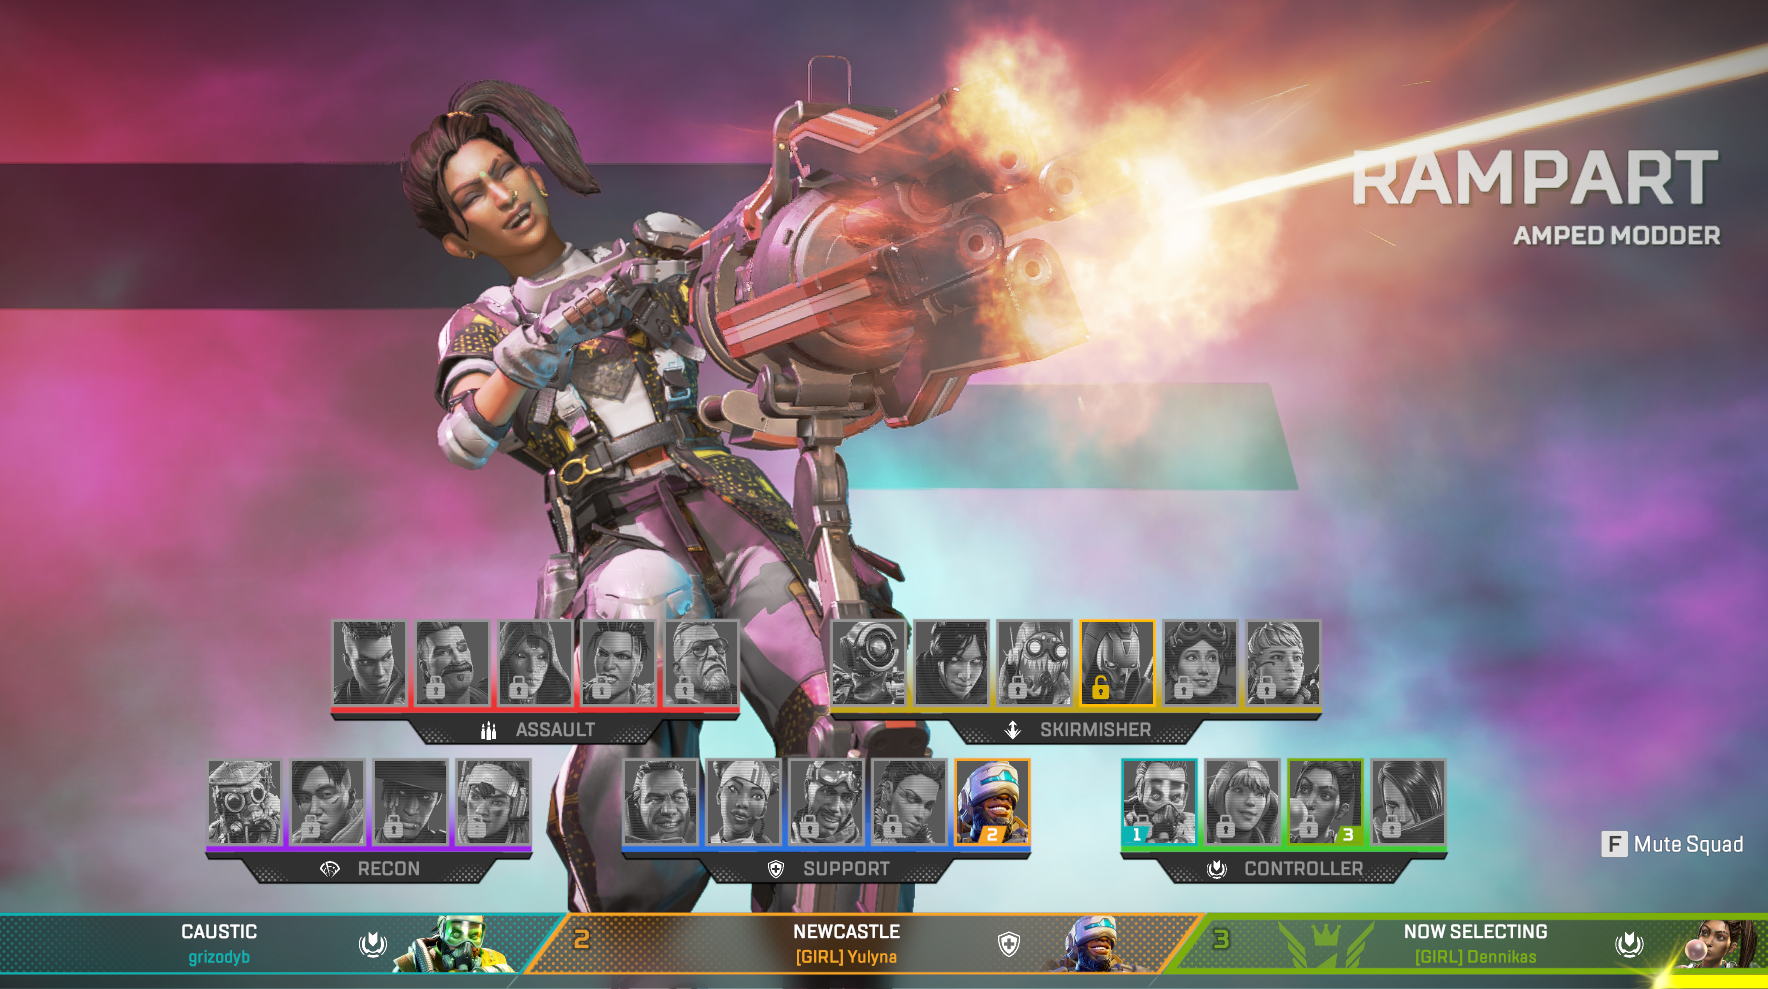 RAMPART
AMPED MODDER
ASSAULT
SKIRMISHER
2
1
3
RECON
SUPPORT
CONTROLLER
F Mute Squad
CAUSTIC
grizodyb
2
NEWCASTLE
[GIRL] Yulyna
3
NOW SELECTING
[GIRL] Dennikas